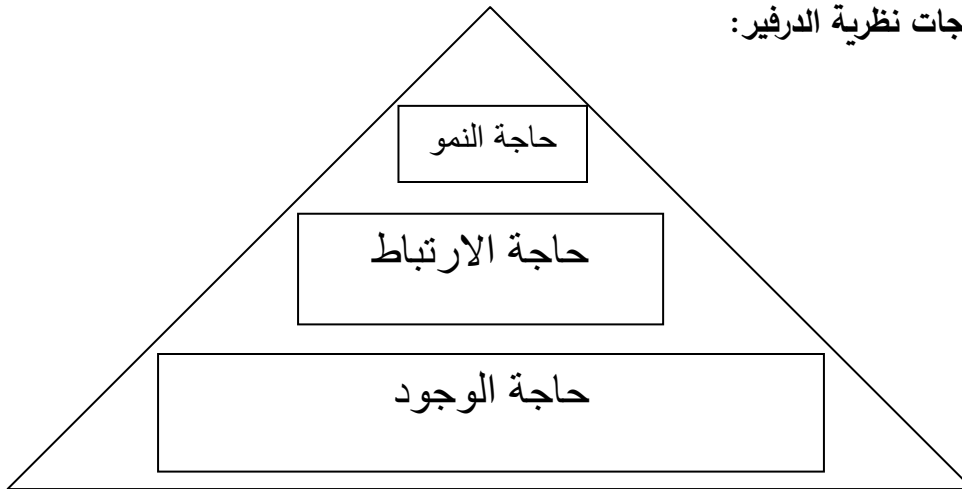 جات نظرية الدرفير:
حاجة النمو
حاجة الارتباط
حاجة الوجود